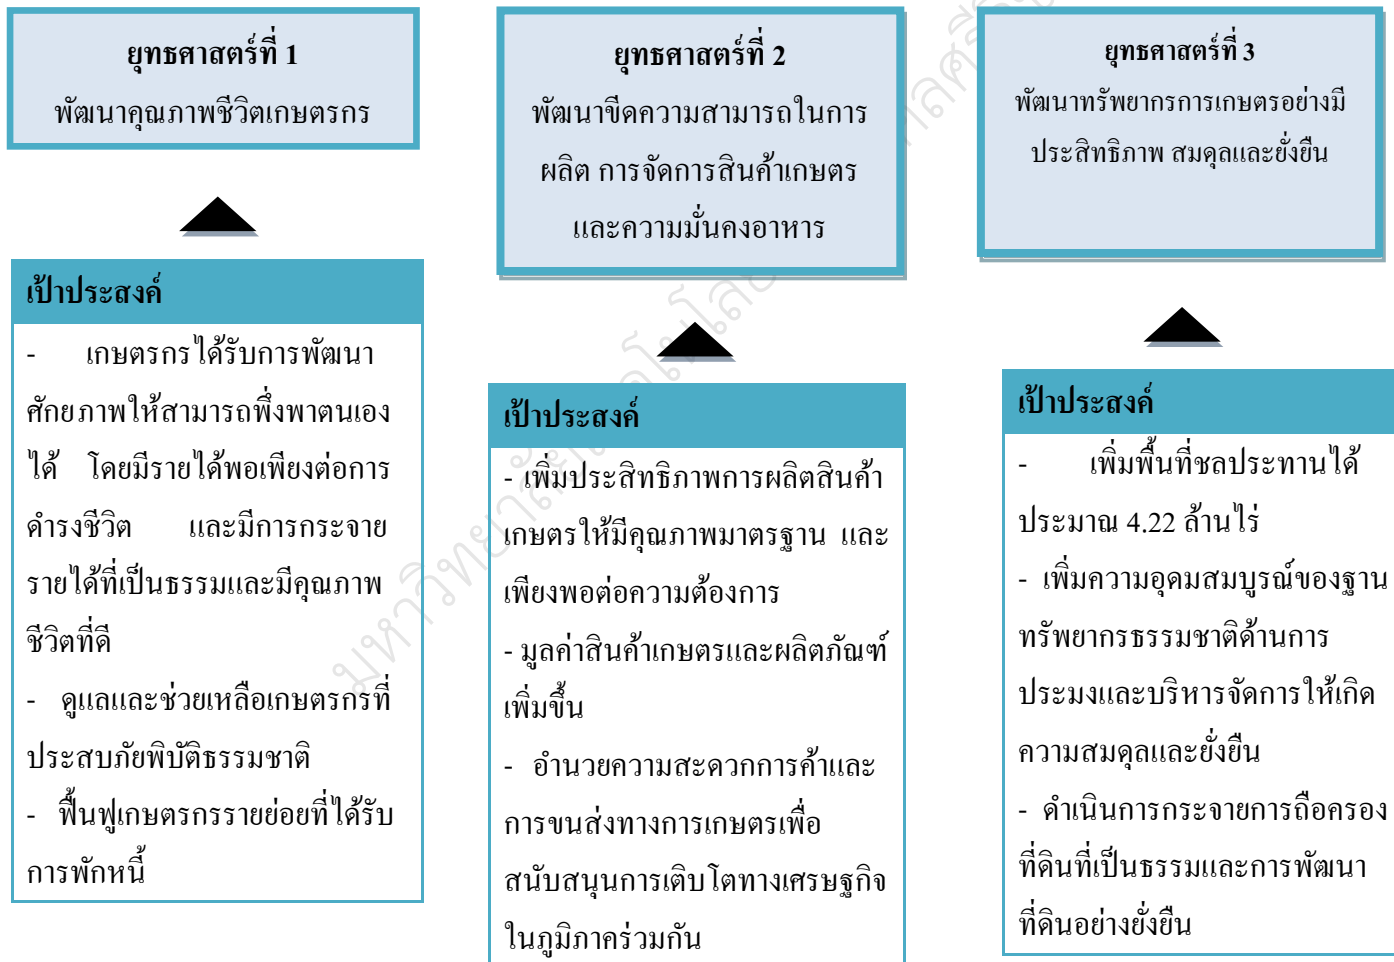 ยุทธศาสตร์ที่ 1
พัฒนาคุณภาพชีวิตเกษตรกร
เป้าประสงค์
- เกษตรกรได้รับการพัฒนา
ศักยภาพให้สามารถพึ่งพาตนเอง
ได้ โดยมีรายได้พอเพียงต่อการ
ดำรงชีวิต และมีการกระจาย
รายได้ที่เป็นธรรมและมีคุณภาพ
ชีวิตที่ดี
- ดูแลและช่วยเหลือเกษตรกรที่
ประสบภัยพิบัติธรรมชาติ
- ฟื้นฟูเกษตรกรรายย่อยที่ได้รับ
การพักหนี้
ยุทธศาสตร์ที่ 2
พัฒนาขีดความสามารถในการ
ผลิต การจัดการสินค้าเกษตร
และความมั่นคงอาหาร
เป้าประสงค์
- เพิ่มประสิทธิภาพการผลิตสินค้า
เกษตรให้มีคุณภาพมาตรฐาน และ
เพียงพอต่อความต้องการ
- มูลค่าสินค้าเกษตรและผลิตภัณฑ์
เพิ่มขึ้น
- อำนวยความสะดวกการค้าและ
การขนส่งทางการเกษตรเพื่อ
สนับสนุนการเติบโตทางเศรษฐกิจ
ในภูมิภาคร่วมกัน
ยุทธศาสตร์ที่ 3
พัฒนาทรัพยากรการเกษตรอย่างมี
ประสิทธิภาพ สมดุลและยั่งยืน
เป้าประสงค์
- เพิ่มพื้นที่ชลประทานได้
ประมาณ 4.22 ล้านไร่
- เพิ่มความอุดมสมบูรณ์ของฐาน
ทรัพยากรธรรมชาติด้านการ
ประมงและบริหารจัดการให้เกิด
ความสมดุลและยั่งยืน
- ดำเนินการกระจายการถือครอง
ที่ดินที่เป็นธรรมและการพัฒนา
ที่ดินอย่างยั่งยืน